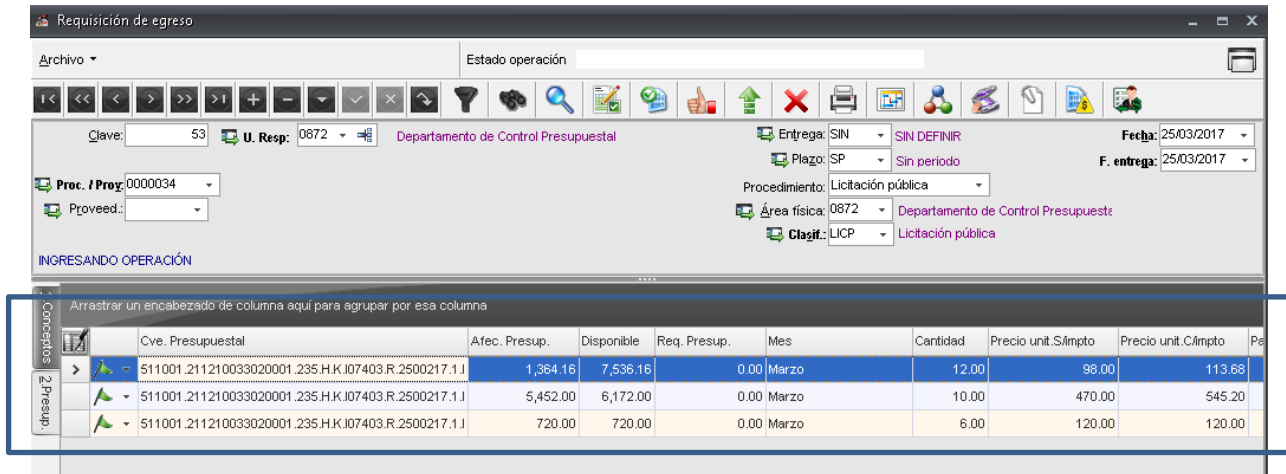 Requisición de egreso
Archivo
Estado operación
Clave: 53 U. Resp: 0872 Departamento de Control Presupuestal Entrega: SIN SIN DEFINIR Fecha: 25/03/2017
Plazo: SP Sin periodo F. entrega: 25/03/2017
Proc. / Proy: 0000034 Procedimiento: Licitación pública
Proveed.: Área física: 0872 Departamento de Control Presupuesta
Clasif.: LICP Licitación pública
INGRESANDO OPERACIÓN
Arrastrar un encabezado de columna aquí para agrupar por esa columna
Conceptos
2.Presup.
Cve. Presupuestal Afec. Presup. Disponible Req. Presup. Mes Cantidad Precio unit.S/impto Precio unit.C/impto
511001.211210033020001.235.H.K.I07403.R.2500217.1.I 1,364.16 7,536.16 0.00 Marzo 12.00 98.00 113.68
511001.211210033020001.235.H.K.I07403.R.2500217.1.I 5,452.00 6,172.00 0.00 Marzo 10.00 470.00 545.20
511001.211210033020001.235.H.K.I07403.R.2500217.1.I 720.00 720.00 0.00 Marzo 6.00 120.00 120.00